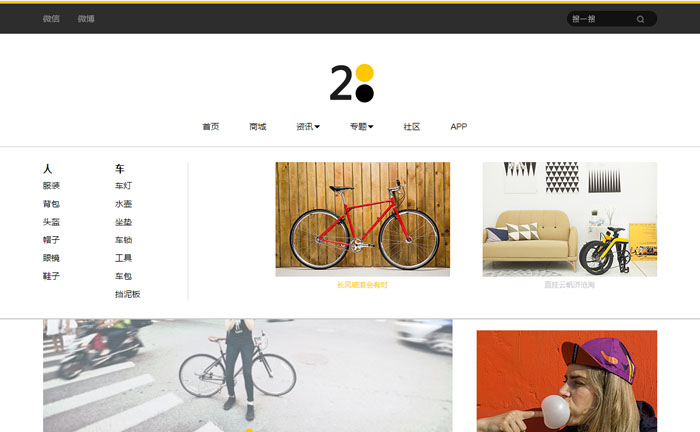 微信 微博 搜一搜
2
首页 商城 资讯 专题 社区 APP
人 车
服装 车灯
背包 水壶
头盔 坐垫
帽子 车锁
眼镜 工具
鞋子 车包
挡泥板
长风破浪会有时 直挂云帆济沧海